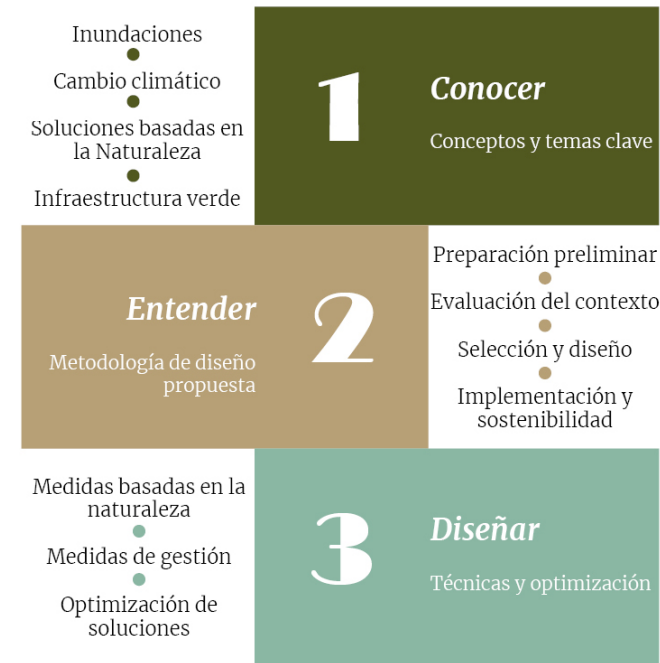 Inundaciones
Cambio climático
Soluciones basadas en
la Naturaleza
Infraestructura verde
1
Conocer
Conceptos y temas clave
Entender
Metodología de diseño
propuesta
2
Preparación preliminar
Evaluación del contexto
Selección y diseño
Implementación y
sostenibilidad
Medidas basadas en la
naturaleza
Medidas de gestión
Optimización de
soluciones
3
Diseñar
Técnicas y optimización